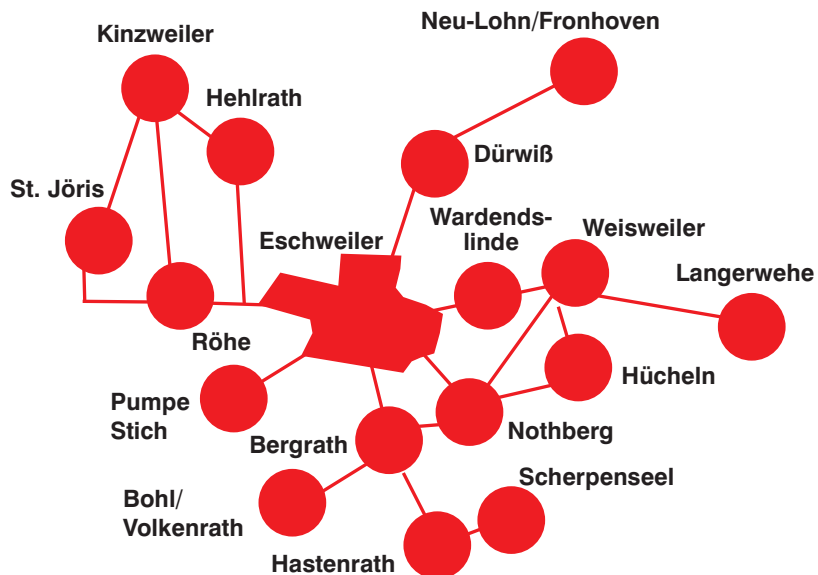 Neu-Lohn/Fronhoven
Kinzweiler
Hehlrath
Dürwiß
St. Jöris
Wardends-
linde
Weisweiler
Eschweiler
Langerwehe
Röhe
Hücheln
Pumpe
Stich
Nothberg
Bergrath
Scherpenseel
Bohl/
Volkenrath
Hastenrath